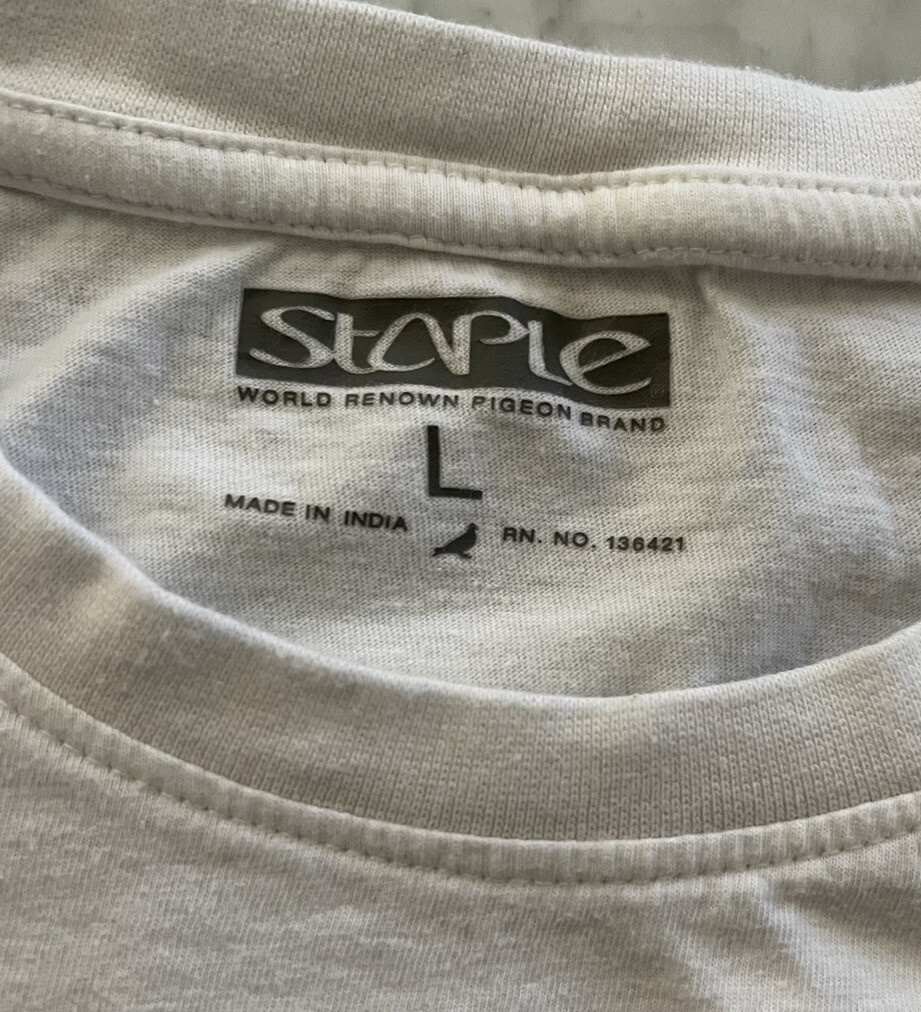 StAPLe
WORLD RENOWN PIGEON BRAND
L
MADE IN INDIA RN. NO. 136421